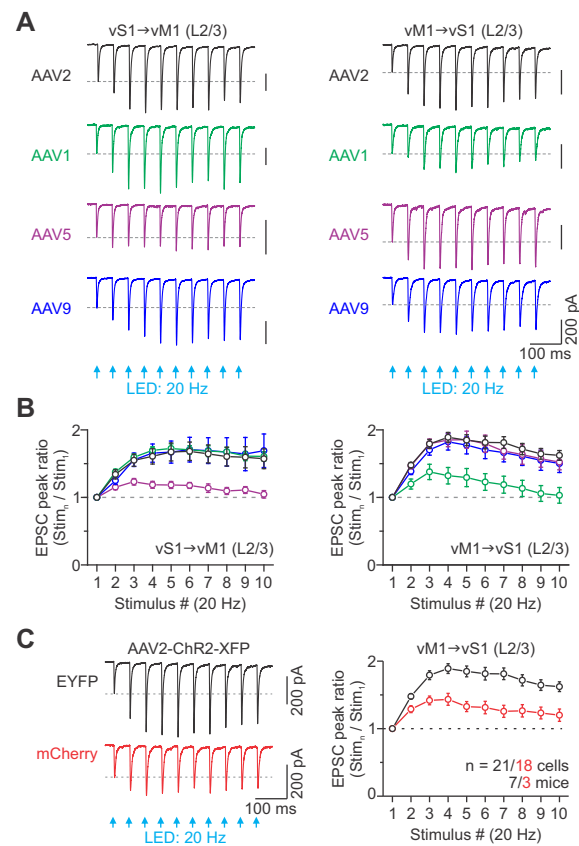 A
vS1→vM1 (L2/3)
AAV2
AAV1
AAV5
AAV9
LED: 20 Hz
vM1→vS1 (L2/3)
AAV2
AAV1
AAV5
AAV9
200 pA
100 ms
LED: 20 Hz
B
EPSC peak ratio
(Stimₙ / Stim₁)
2
1
0
vS1→vM1 (L2/3)
1 2 3 4 5 6 7 8 9 10
Stimulus # (20 Hz)
EPSC peak ratio
(Stimₙ / Stim₁)
2
1
0
vM1→vS1 (L2/3)
1 2 3 4 5 6 7 8 9 10
Stimulus # (20 Hz)
C
AAV2-ChR2-XFP
EYFP
200 pA
mCherry
200 pA
100 ms
LED: 20 Hz
vM1→vS1 (L2/3)
EPSC peak ratio
(Stimₙ / Stim₁)
2
1
0
n = 21/18 cells
7/3 mice
1 2 3 4 5 6 7 8 9 10
Stimulus # (20 Hz)